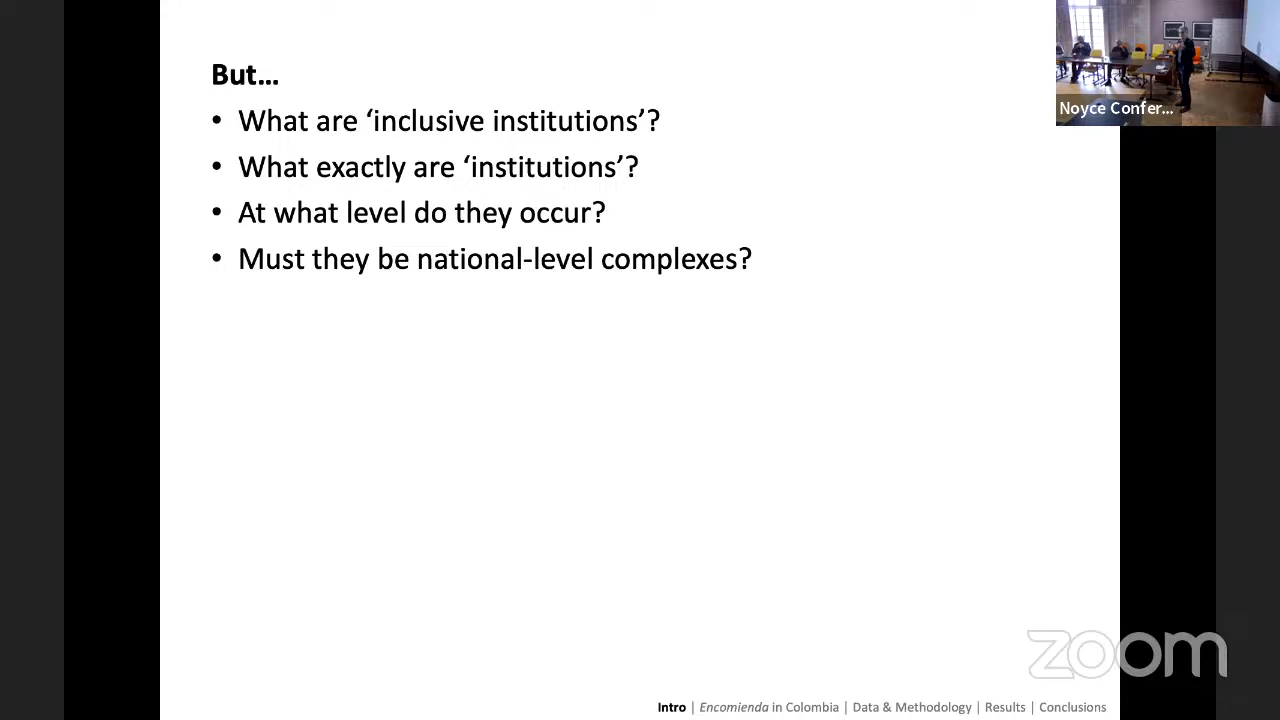 But…
• What are ‘inclusive institutions’?
• What exactly are ‘institutions’?
• At what level do they occur?
• Must they be national-level complexes?
Noyce Confer...
zoom
Intro | Encomienda in Colombia | Data & Methodology | Results | Conclusions